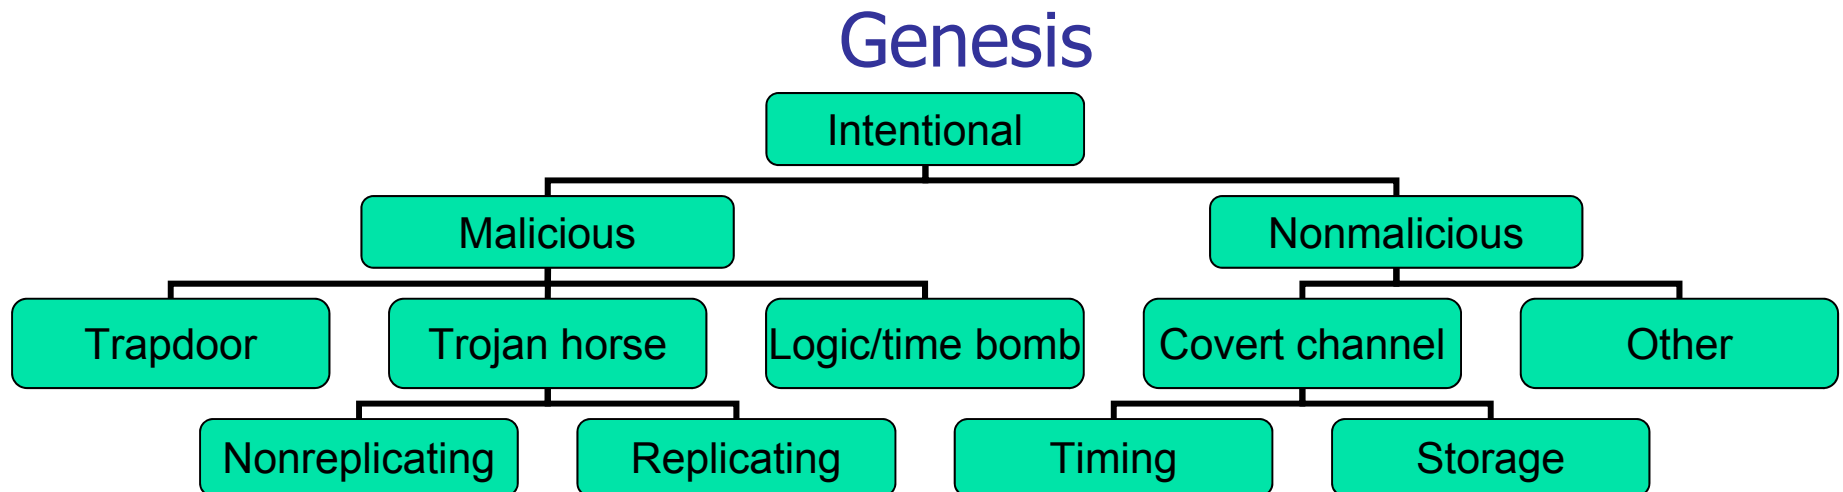 Genesis
Intentional
Malicious
Nonmalicious
Trapdoor
Trojan horse
Logic/time bomb
Covert channel
Other
Nonreplicating
Replicating
Timing
Storage